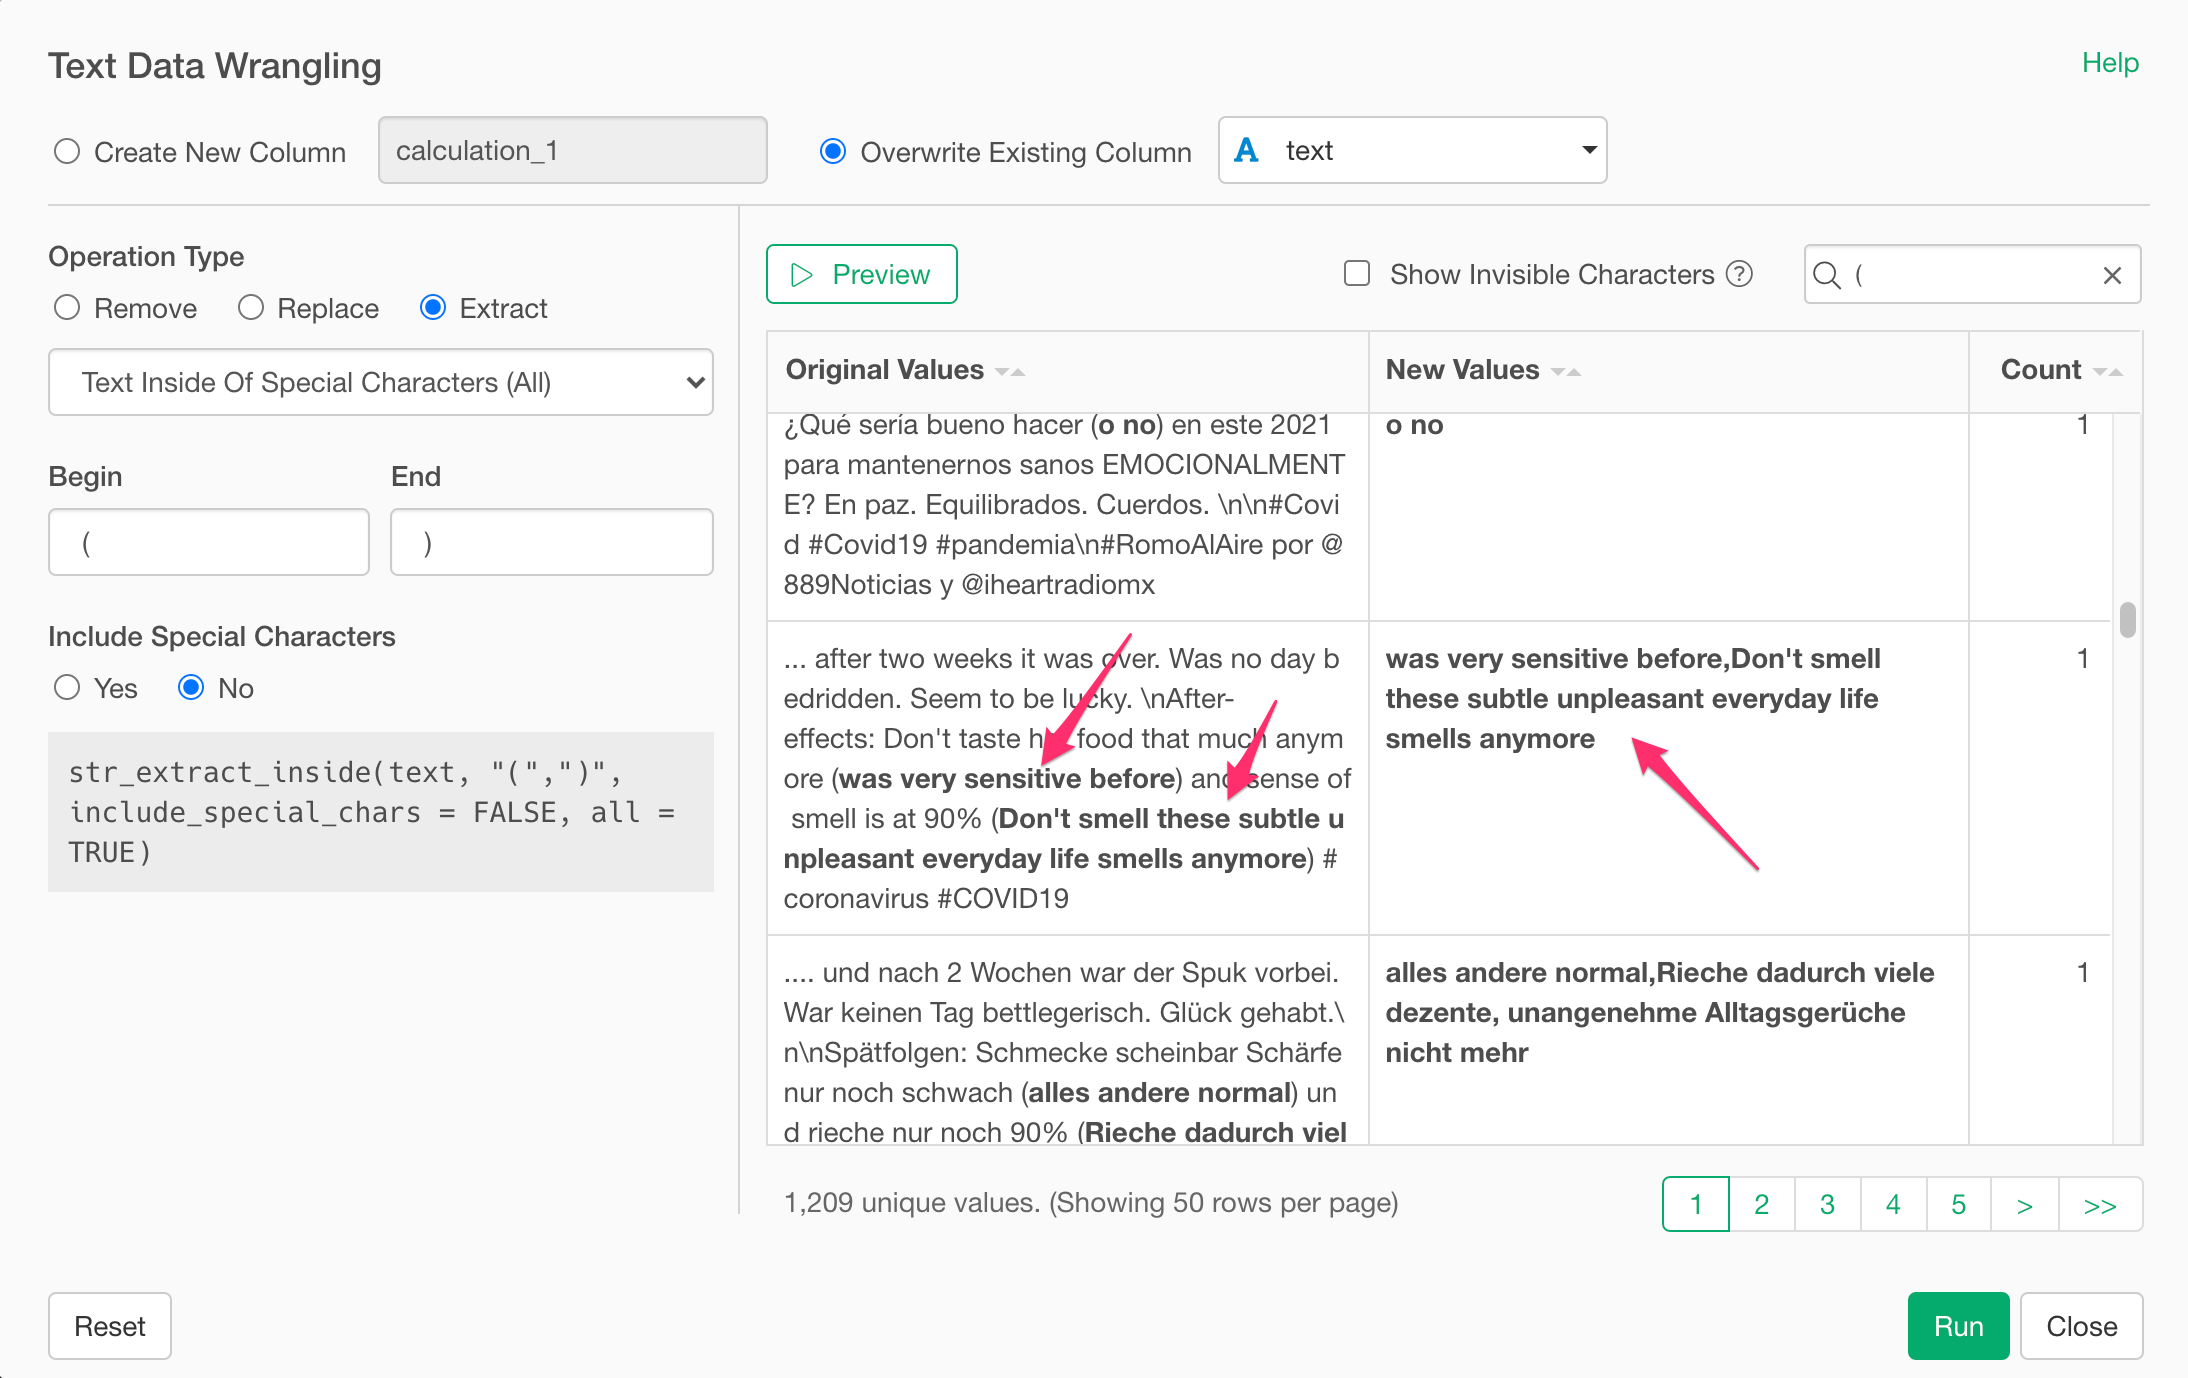 Text Data Wrangling
Help
Create New Column
calculation_1
Overwrite Existing Column
A text
Operation Type
Remove
Replace
Extract
Text Inside Of Special Characters (All)
Begin
End
(
)
Include Special Characters
Yes
No
str_extract_inside(text, "(",")",
include_special_chars = FALSE, all =
TRUE)
Preview
Show Invisible Characters ?
(
Original Values
New Values
Count
¿Qué sería bueno hacer (o no) en este 2021
para mantenernos sanos EMOCIONALMENT
E? En paz. Equilibrados. Cuerdos. \n\n#Covi
d #Covid19 #pandemia\n#RomoAlAire por @
889Noticias y @iheartradiomx
o no
1
... after two weeks it was over. Was no day b
edridden. Seem to be lucky. \nAfter-
effects: Don't taste h food that much anym
ore (was very sensitive before) and sense of
smell is at 90% (Don't smell these subtle u
npleasant everyday life smells anymore) #
coronavirus #COVID19
was very sensitive before,Don't smell
these subtle unpleasant everyday life
smells anymore
1
.... und nach 2 Wochen war der Spuk vorbei.
War keinen Tag bettlegerisch. Glück gehabt.\
n\nSpätfolgen: Schmecke scheinbar Schärfe
nur noch schwach (alles andere normal) un
d rieche nur noch 90% (Rieche dadurch viel
alles andere normal,Rieche dadurch viele
dezente, unangenehme Alltagsgerüche
nicht mehr
1
1,209 unique values. (Showing 50 rows per page)
1
2
3
4
5
>
>>
Reset
Run
Close